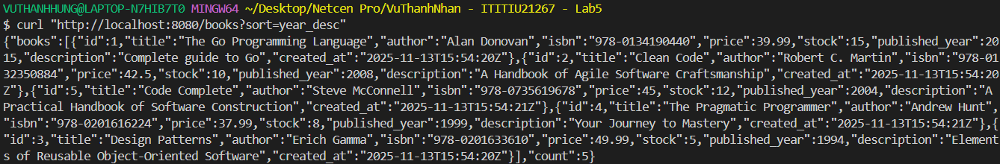 VUTHANHHUNG@LAPTOP-N7HIB7T0 MINGW64 ~/Desktop/Netcen Pro/VuThanhNhan - ITITIU21267 - Lab5
$ curl "http://localhost:8080/books?sort=year_desc"
{"books":[{"id":1,"title":"The Go Programming Language","author":"Alan Donovan","isbn":"978-0134190440","price":39.99,"stock":15,"published_year":20
15,"description":"Complete guide to Go","created_at":"2025-11-13T15:54:20Z"},{"id":2,"title":"Clean Code","author":"Robert C. Martin","isbn":"978-01
32350884","price":42.5,"stock":10,"published_year":2008,"description":"A Handbook of Agile Software Craftsmanship","created_at":"2025-11-13T15:54:20
Z"},{"id":5,"title":"Code Complete","author":"Steve McConnell","isbn":"978-0735619678","price":45,"stock":12,"published_year":2004,"description":"A
Practical Handbook of Software Construction","created_at":"2025-11-13T15:54:21Z"},{"id":4,"title":"The Pragmatic Programmer","author":"Andrew Hunt",
"isbn":"978-0201616224","price":37.99,"stock":8,"published_year":1999,"description":"Your Journey to Mastery","created_at":"2025-11-13T15:54:21Z"},{
"id":3,"title":"Design Patterns","author":"Erich Gamma","isbn":"978-0201633610","price":49.99,"stock":5,"published_year":1994,"description":"Element
s of Reusable Object-Oriented Software","created_at":"2025-11-13T15:54:20Z"}],"count":5}